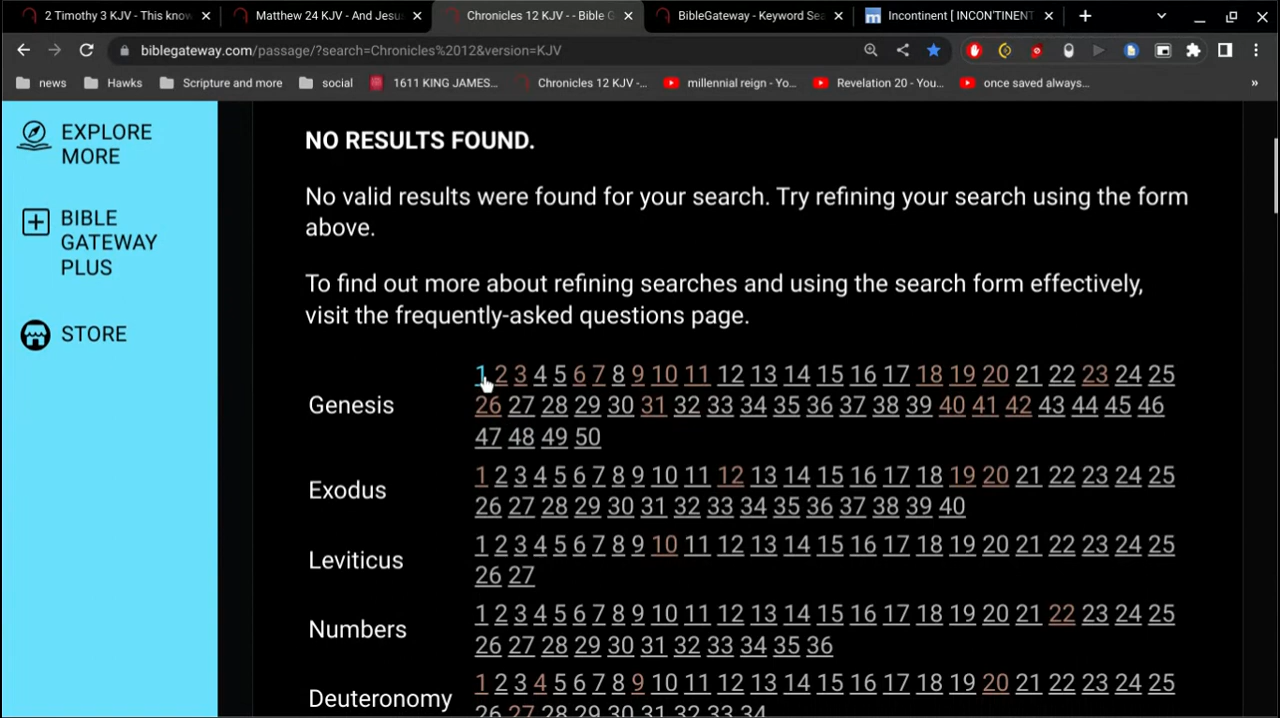 2 Timothy 3 KJV - This know
Matthew 24 KJV - And Jesus
Chronicles 12 KJV - - Bible G
BibleGateway - Keyword Sea
Incontinent [ INCON'TINENT
biblegateway.com/passage/?search=Chronicles%2012&version=KJV
news
Hawks
Scripture and more
social
1611 KING JAMES...
Chronicles 12 KJV -...
millennial reign - Yo...
Revelation 20 - You...
once saved always...
»
EXPLORE
MORE
BIBLE
GATEWAY
PLUS
STORE
NO RESULTS FOUND.
No valid results were found for your search. Try refining your search using the form
above.
To find out more about refining searches and using the search form effectively,
visit the frequently-asked questions page.
Genesis
1 2 3 4 5 6 7 8 9 10 11 12 13 14 15 16 17 18 19 20 21 22 23 24 25
26 27 28 29 30 31 32 33 34 35 36 37 38 39 40 41 42 43 44 45 46
47 48 49 50
Exodus
1 2 3 4 5 6 7 8 9 10 11 12 13 14 15 16 17 18 19 20 21 22 23 24 25
26 27 28 29 30 31 32 33 34 35 36 37 38 39 40
Leviticus
1 2 3 4 5 6 7 8 9 10 11 12 13 14 15 16 17 18 19 20 21 22 23 24 25
26 27
Numbers
1 2 3 4 5 6 7 8 9 10 11 12 13 14 15 16 17 18 19 20 21 22 23 24 25
26 27 28 29 30 31 32 33 34 35 36
Deuteronomy
1 2 3 4 5 6 7 8 9 10 11 12 13 14 15 16 17 18 19 20 21 22 23 24 25
26 27 28 29 30 31 32 33 34